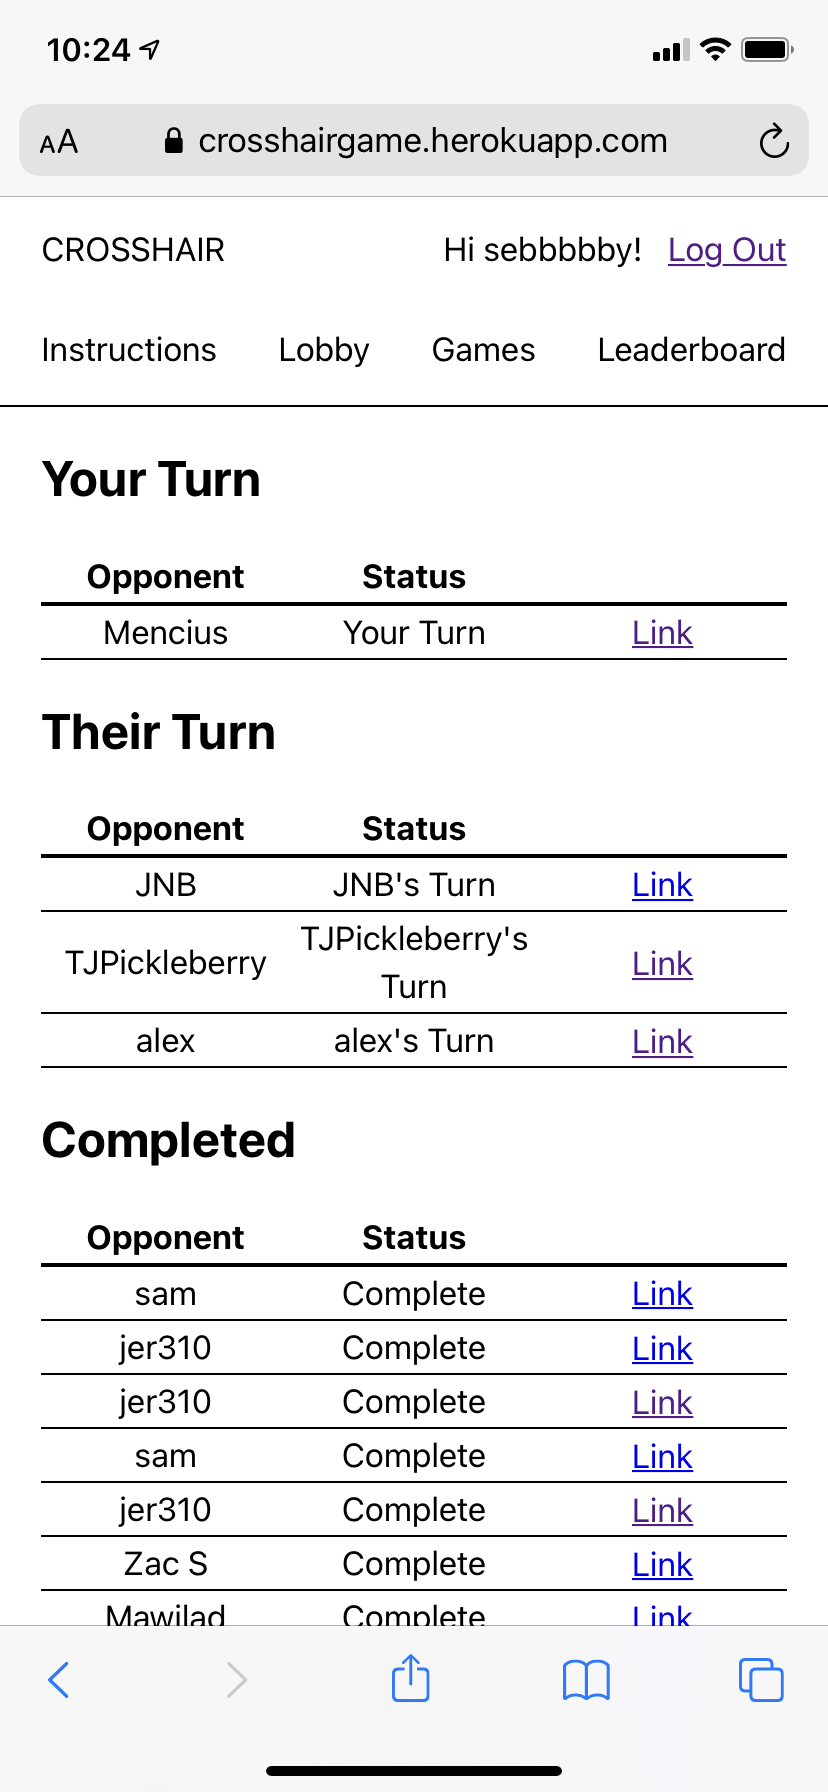 10:24
AA crosshairgame.herokuapp.com
CROSSHAIR Hi sebbbbby! Log Out
Instructions Lobby Games Leaderboard
Your Turn
Opponent Status
Mencius Your Turn Link
Their Turn
Opponent Status
JNB JNB's Turn Link
TJPickleberry TJPickleberry's Turn Link
alex alex's Turn Link
Completed
Opponent Status
sam Complete Link
jer310 Complete Link
jer310 Complete Link
sam Complete Link
jer310 Complete Link
Zac S Complete Link
Mawilad Complete Link